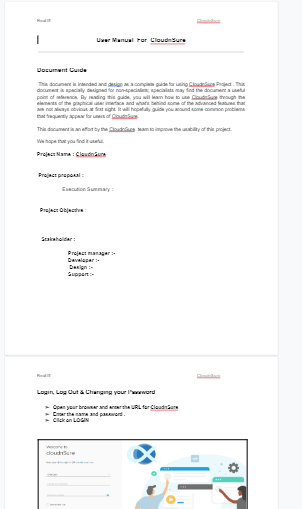 CloudnSure
User Manual For CloudnSure
Document Guide
This document is intended and design as a complete guide for using CloudnSure Project . This
document is specially designed for non-specialists; specialists may find the document a useful
point of reference. By reading this guide, you will learn how to use CloudnSure through the
elements of the graphical user interface and what's behind some of the advanced features that
are not always obvious at first sight. It will hopefully guide you around some common problems
that frequently appear for users of CloudnSure.
This document is an effort by the CloudnSure team to improve the usability of this project.
We hope that you find it useful.
Project Name : CloudnSure
Project proposal :
Execution Summary :
Project Objective :
Stakeholder :
Project manager :-
Developer :-
Design :-
Support :-
CloudnSure
Login, Log Out & Changing your Password
➢ Open your browser and enter the URL for CloudnSure
➢ Enter the name and password .
➢ Click on LOGIN
Welcome to
cloudnSure